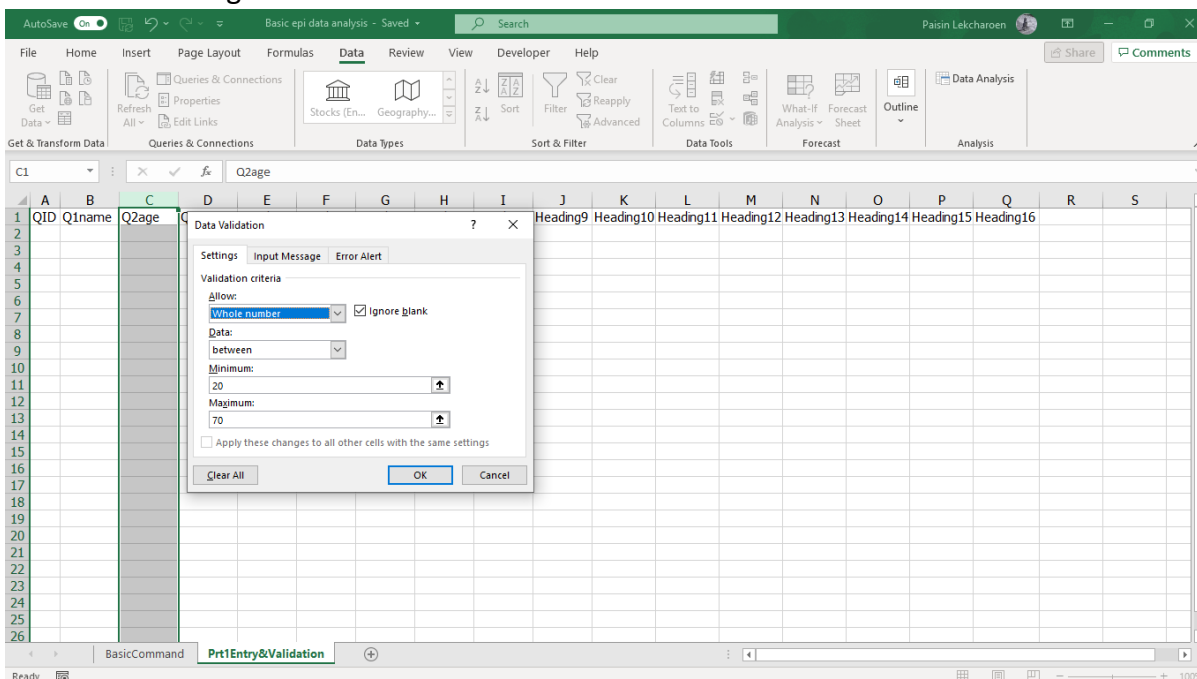 AutoSave On Basic epi data analysis - Saved Search Paisin Lekcharoen
File Home Insert Page Layout Formulas Data Review View Developer Help Share Comments
Get Data
Refresh All
Queries & Connections
Properties
Edit Links
Stocks (En... Geography...
Sort
Filter
Clear
Reapply
Advanced
Text to Columns
What-If Analysis
Forecast Sheet
Outline
Data Analysis
Get & Transform Data Queries & Connections Data Types Sort & Filter Data Tools Forecast Analysis
C1 fx Q2age
A B C D E F G H I J K L M N O P Q R S
1 QID Q1name Q2age Heading9 Heading10 Heading11 Heading12 Heading13 Heading14 Heading15 Heading16
2
3
4
5
6
7
8
9
10
11
12
13
14
15
16
17
18
19
20
21
22
23
24
25
26
Data Validation ? ×
Settings Input Message Error Alert
Validation criteria
Allow:
Whole number Ignore blank
Data:
between
Minimum:
20
Maximum:
70
Apply these changes to all other cells with the same settings
Clear All OK Cancel
BasicCommand Prt1Entry&Validation
Ready 100%